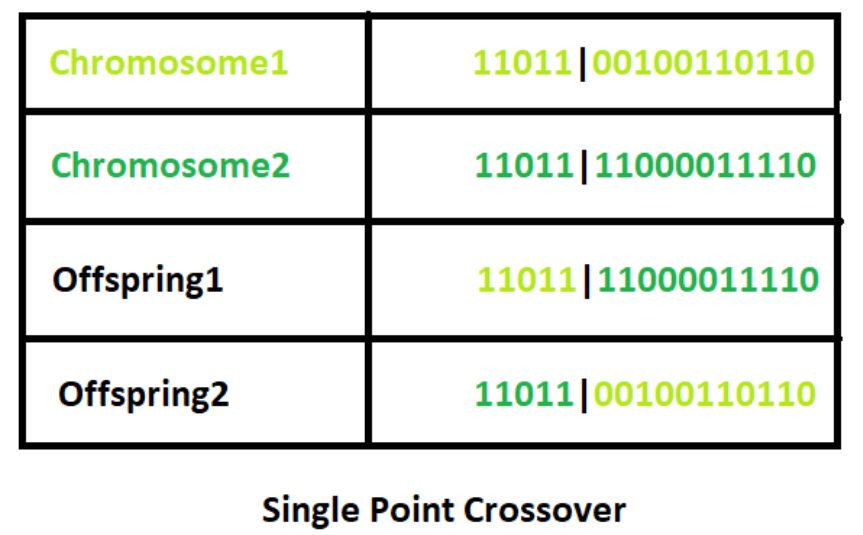 Chromosome1 11011|00100110110
Chromosome2 11011|11000011110
Offspring1 11011|11000011110
Offspring2 11011|00100110110
Single Point Crossover